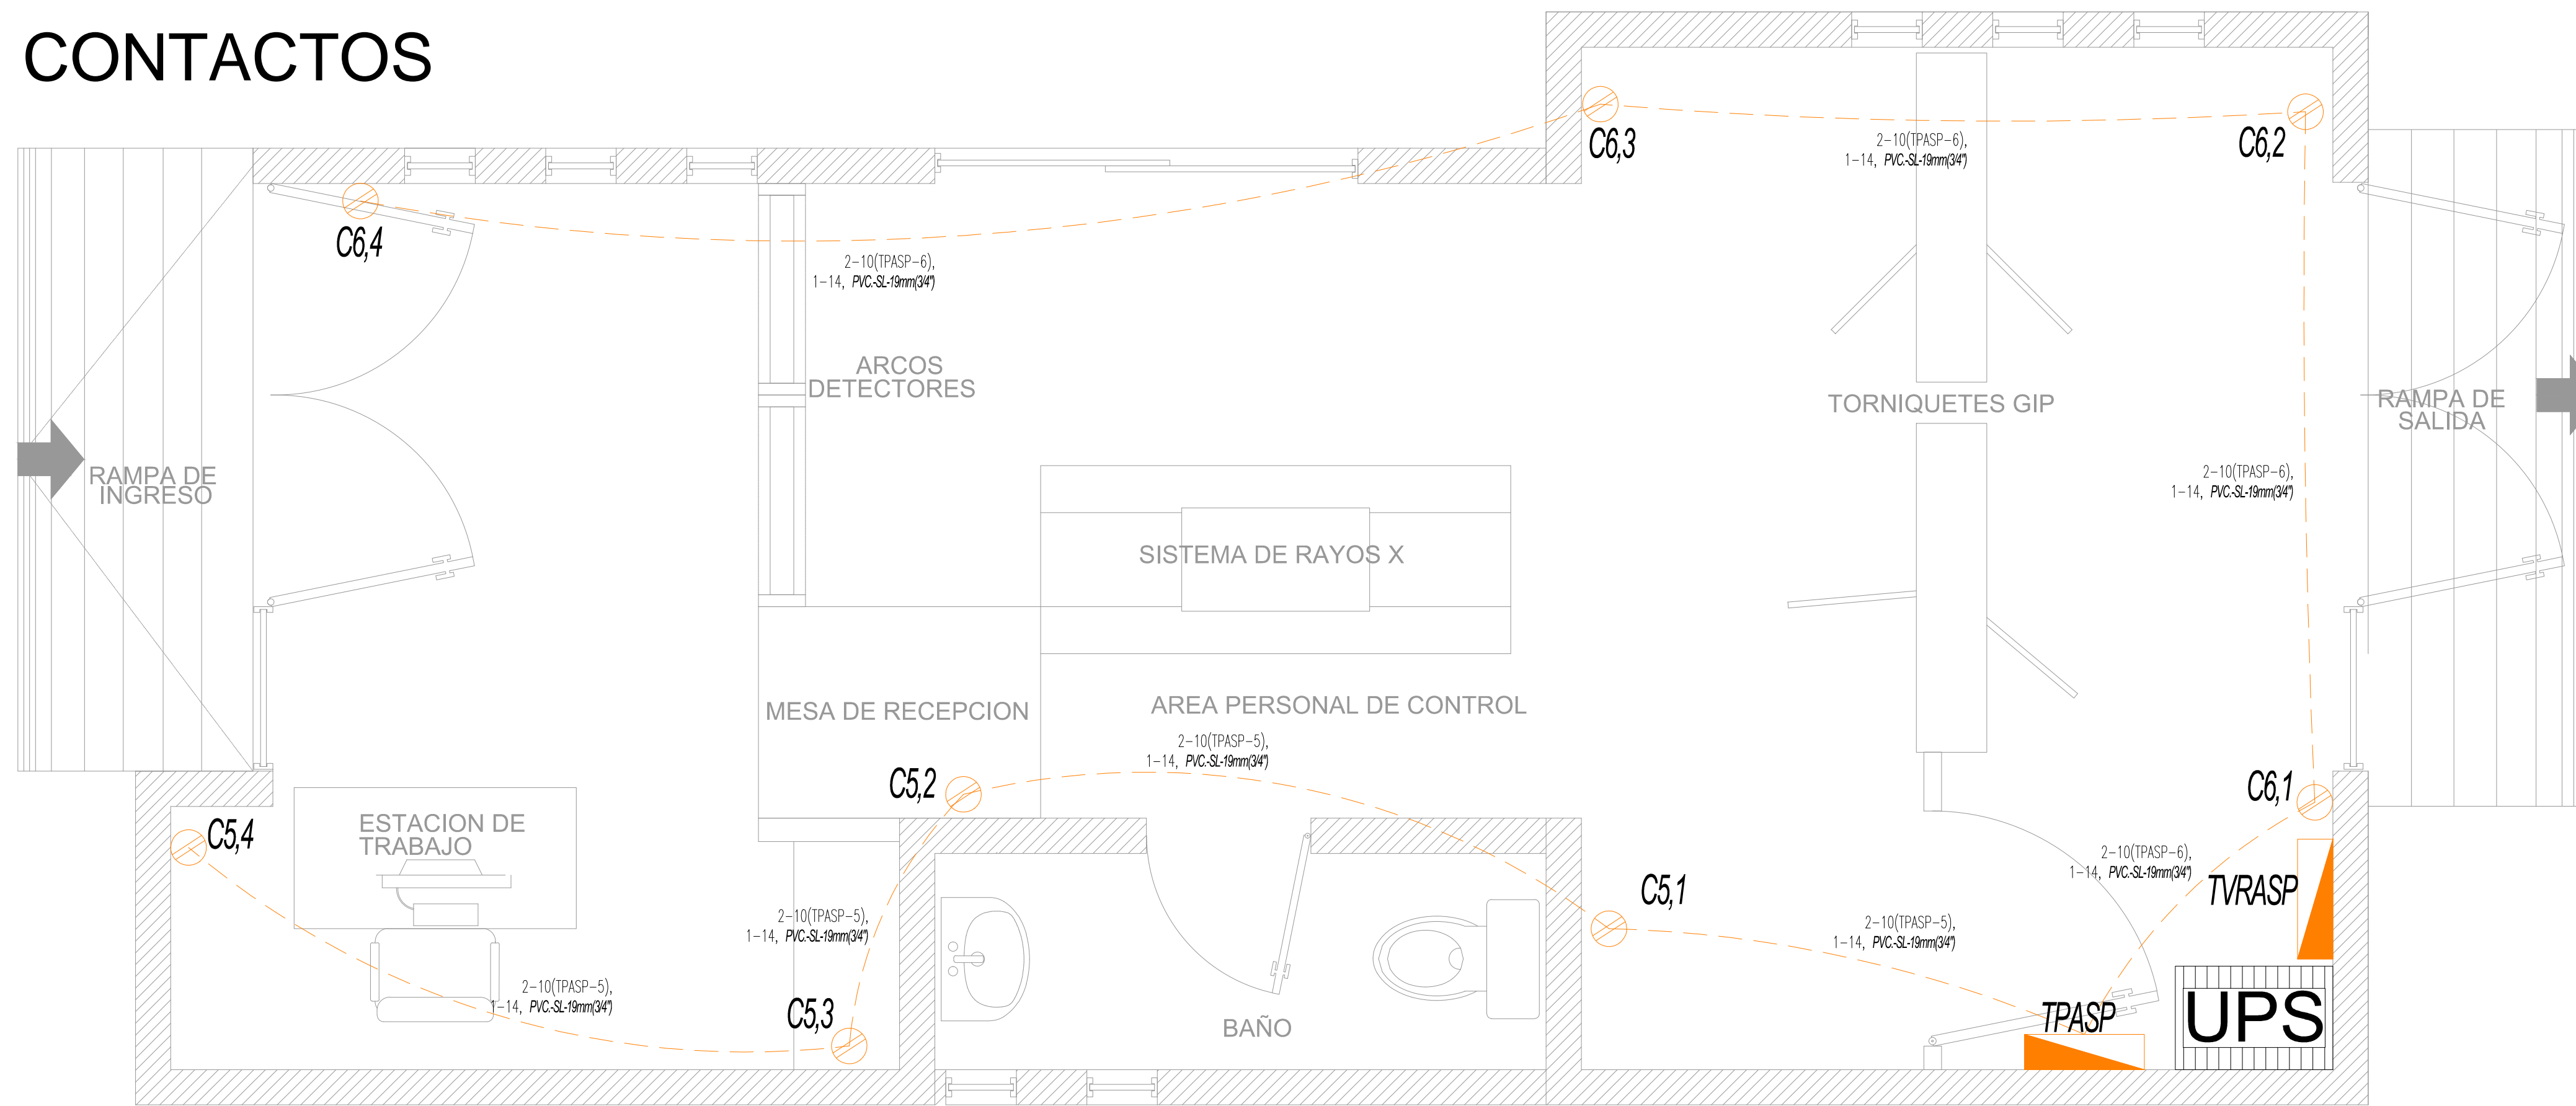 CONTACTOS
C6,3
2-10(TPASP-6),
1-14, PVC.-SL-19mm(3/4")
C6,2
C6,4
2-10(TPASP-6),
1-14, PVC.-SL-19mm(3/4")
ARCOS
DETECTORES
TORNIQUETES GIP
RAMPA DE
SALIDA
RAMPA DE
INGRESO
2-10(TPASP-6),
1-14, PVC.-SL-19mm(3/4")
SISTEMA DE RAYOS X
MESA DE RECEPCION
AREA PERSONAL DE CONTROL
2-10(TPASP-5),
1-14, PVC.-SL-19mm(3/4")
C5,2
C6,1
C5,4
ESTACION DE
TRABAJO
2-10(TPASP-6),
1-14, PVC.-SL-19mm(3/4")
TVRASP
C5,1
2-10(TPASP-5),
1-14, PVC.-SL-19mm(3/4")
2-10(TPASP-5),
1-14, PVC.-SL-19mm(3/4")
2-10(TPASP-5),
1-14, PVC.-SL-19mm(3/4")
C5,3
BAÑO
TPASP
UPS